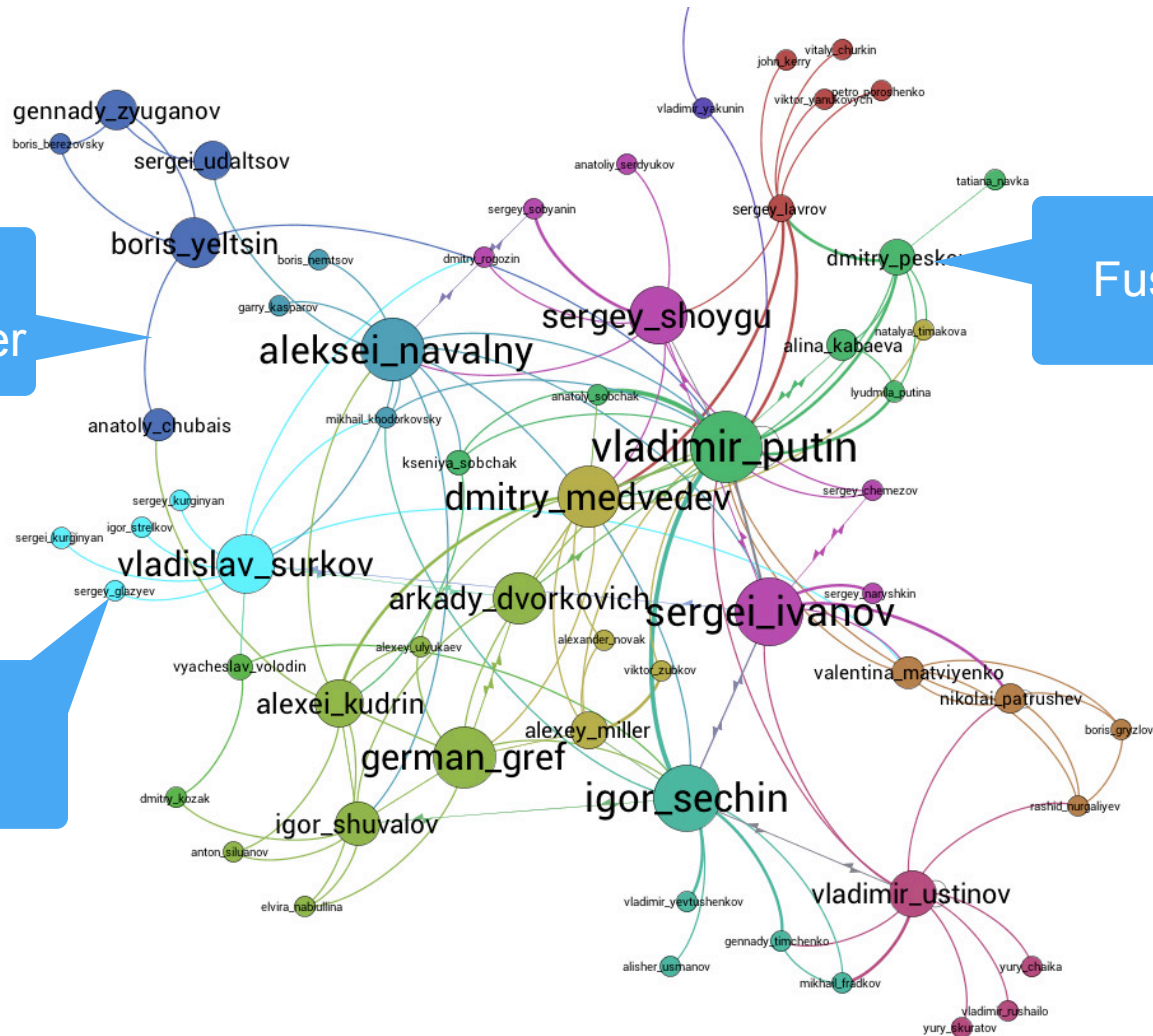 vitaly_churkin
john_kerry
petro_poroshenko
viktor_yanukovych
gennady_zyuganov
vladimir_yakunin
boris_berezovsky
sergei_udaltsov
anatoliy_serdyukov
tatiana_navka
sergey_sobyanin
sergey_lavrov
boris_yeltsin
boris_nemtsov
dmitry_rogozin
dmitry_peskov
garry_kasparov
sergey_shoygu
aleksei_navalny
natalya_timakova
alina_kabaeva
anatoly_sobchak
lyudmila_putina
anatoly_chubais
mikhail_khodorkovsky
vladimir_putin
kseniya_sobchak
dmitry_medvedev
sergey_chemezov
sergey_kurginyan
igor_strelkov
sergei_kurginyan
vladislav_surkov
sergey_glazyev
arkady_dvorkovich
sergei_ivanov
sergey_naryshkin
alexey_ulyukaev
alexander_novak
vyacheslav_volodin
viktor_zubkov
valentina_matviyenko
nikolai_patrushev
alexei_kudrin
alexey_miller
boris_gryzlov
german_gref
igor_sechin
dmitry_kozak
rashid_nurgaliyev
igor_shuvalov
anton_siluanov
vladimir_ustinov
elvira_nabiullina
vladimir_yevtushenkov
gennady_timchenko
alisher_usmanov
yury_chaika
mikhail_fradkov
vladimir_rushailo
yury_skuratov
er
Fus